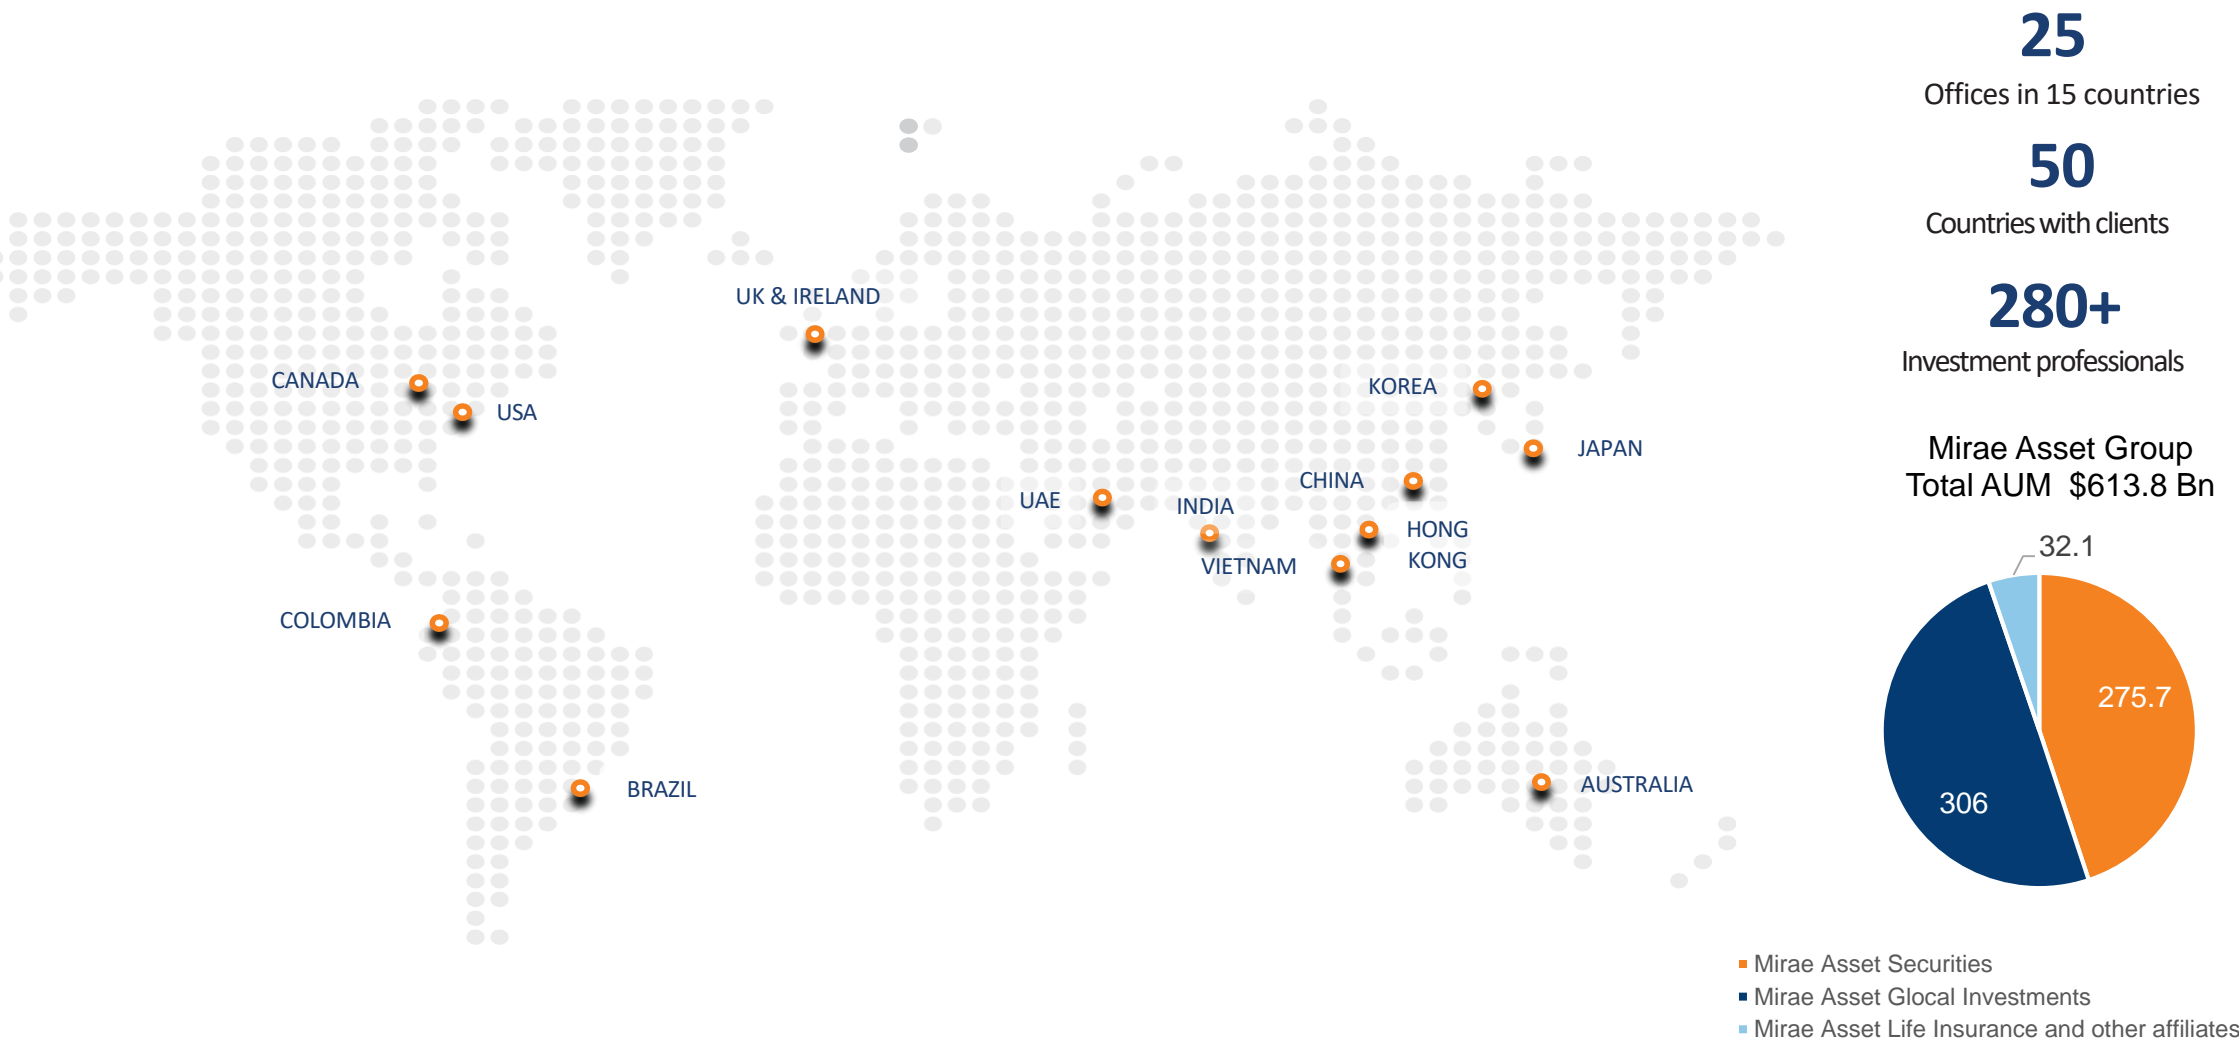 25
Offices in 15 countries
50
Countries with clients
280+
Investment professionals
Mirae Asset Group
Total AUM $613.8 Bn
32.1
275.7
306
Mirae Asset Securities
Mirae Asset Glocal Investments
Mirae Asset Life Insurance and other affiliates
UK & IRELAND
CANADA
USA
KOREA
JAPAN
CHINA
UAE
INDIA
HONG
KONG
VIETNAM
COLOMBIA
BRAZIL
AUSTRALIA